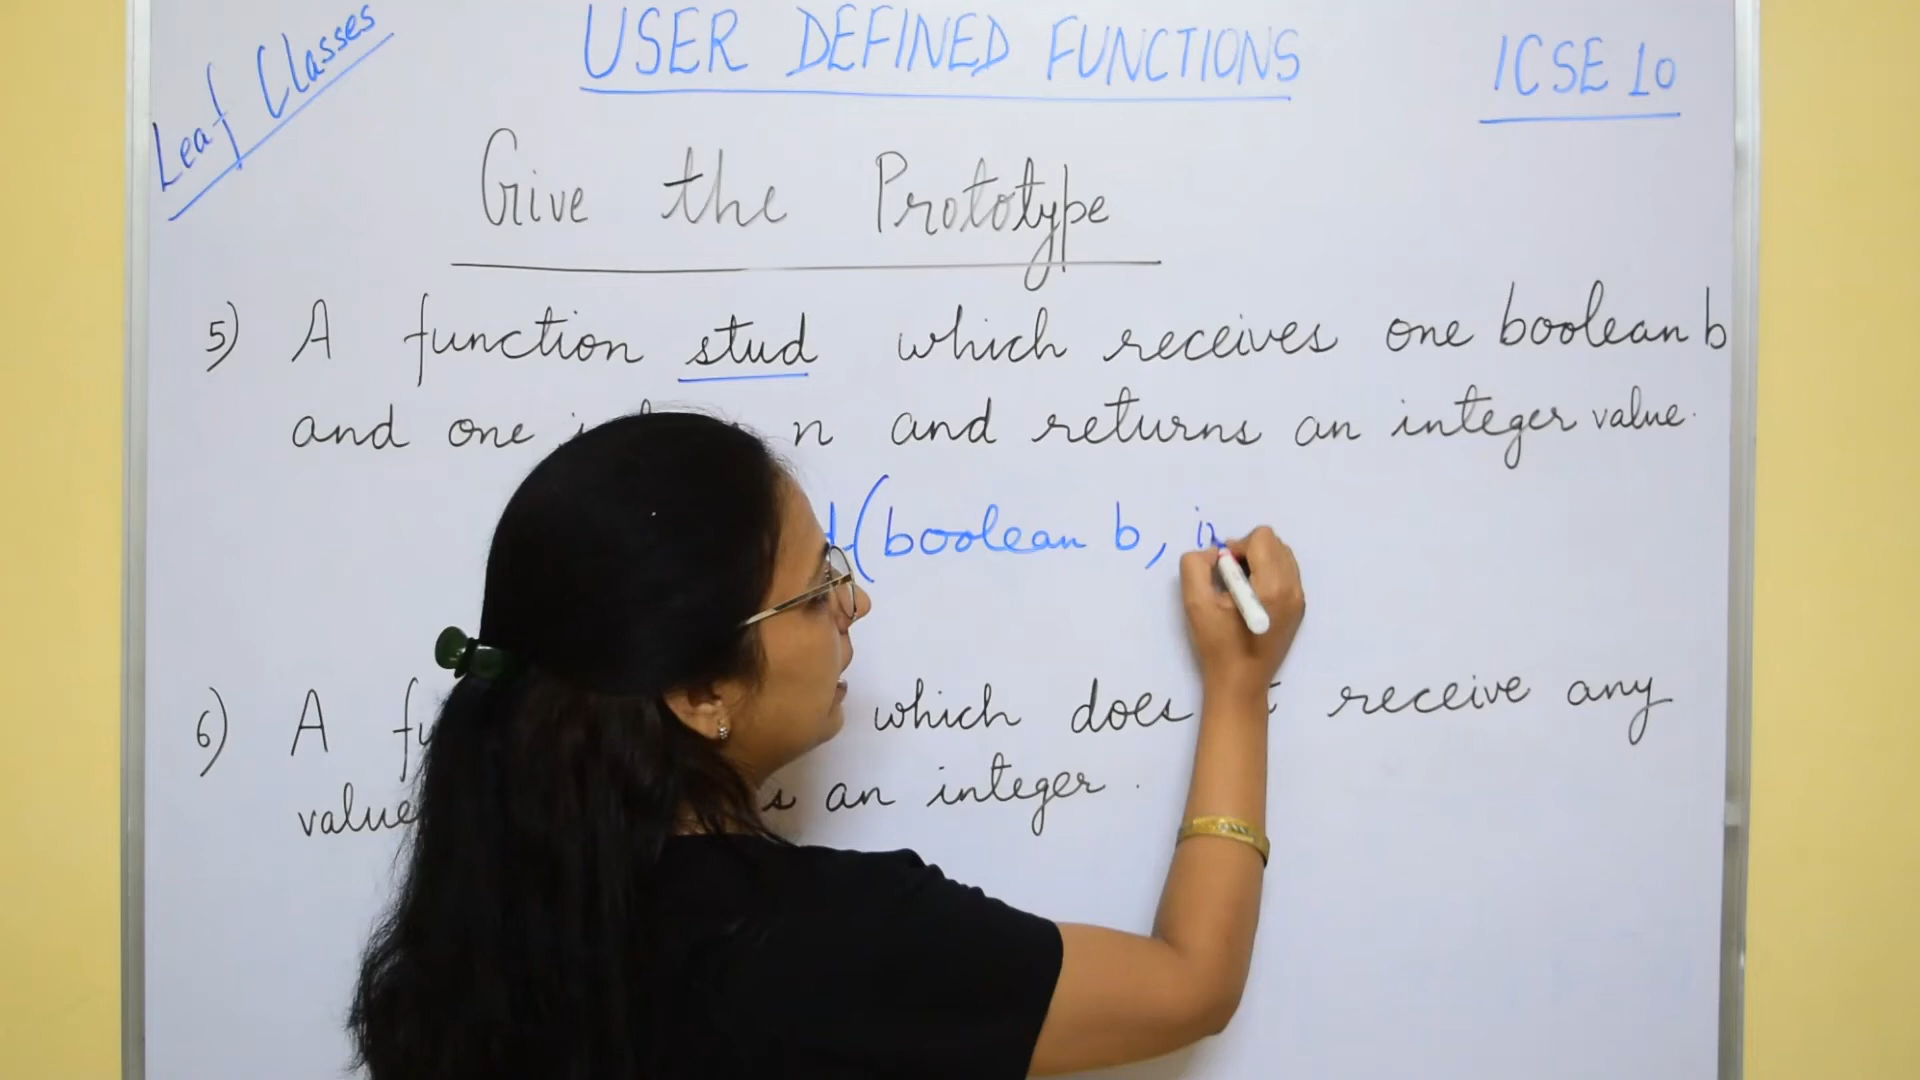 Leaf Classes
USER DEFINED FUNCTIONS
ICSE 10
Give the Prototype
5) A function stud which receives one boolean b
and one n and returns an integer value.
(boolean b,
6) A which does receive any
value an integer.